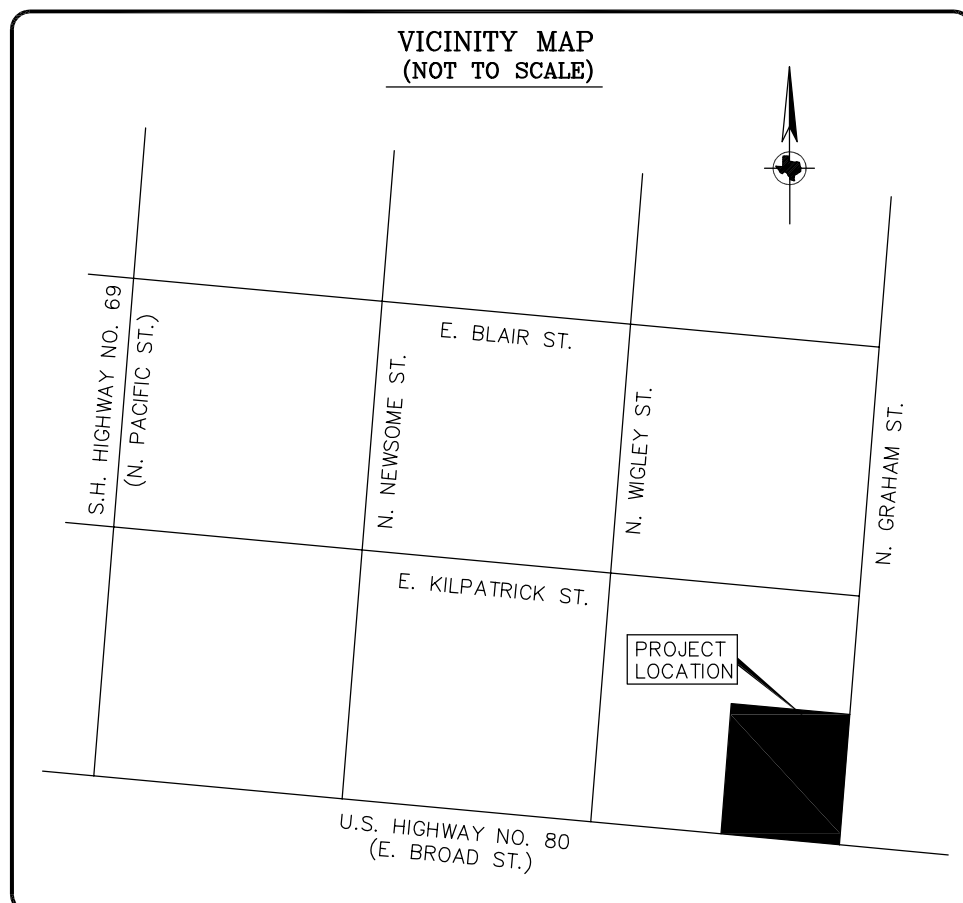 VICINITY MAP
(NOT TO SCALE)
S.H. HIGHWAY NO. 69
(N. PACIFIC ST.)
E. BLAIR ST.
N. NEWSOME ST.
N. WIGLEY ST.
N. GRAHAM ST.
E. KILPATRICK ST.
PROJECT
LOCATION
U.S. HIGHWAY NO. 80
(E. BROAD ST.)